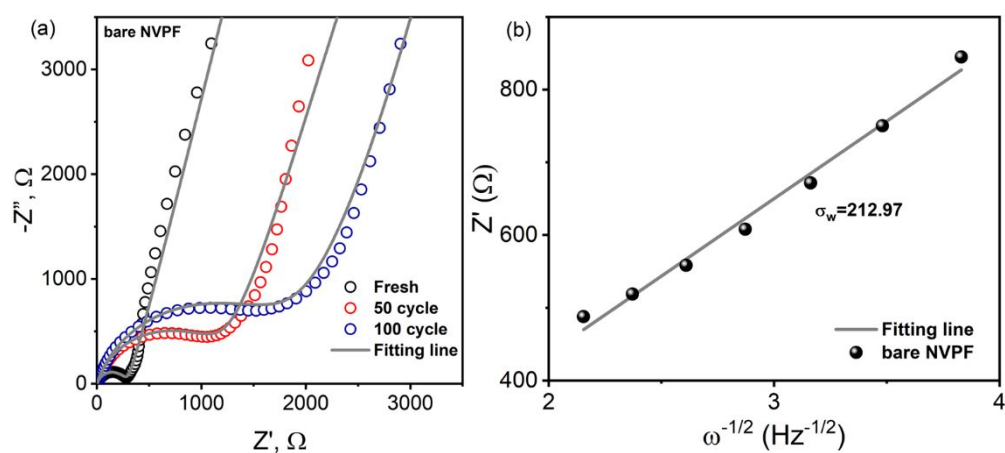 (a)
bare NVPF
3000
2000
1000
0
-Z'', Ω
0 1000 2000 3000
Z', Ω
Fresh
50 cycle
100 cycle
Fitting line
(b)
800
600
400
Z' (Ω)
σw=212.97
Fitting line
bare NVPF
2 3 4
ω-1/2 (Hz-1/2)